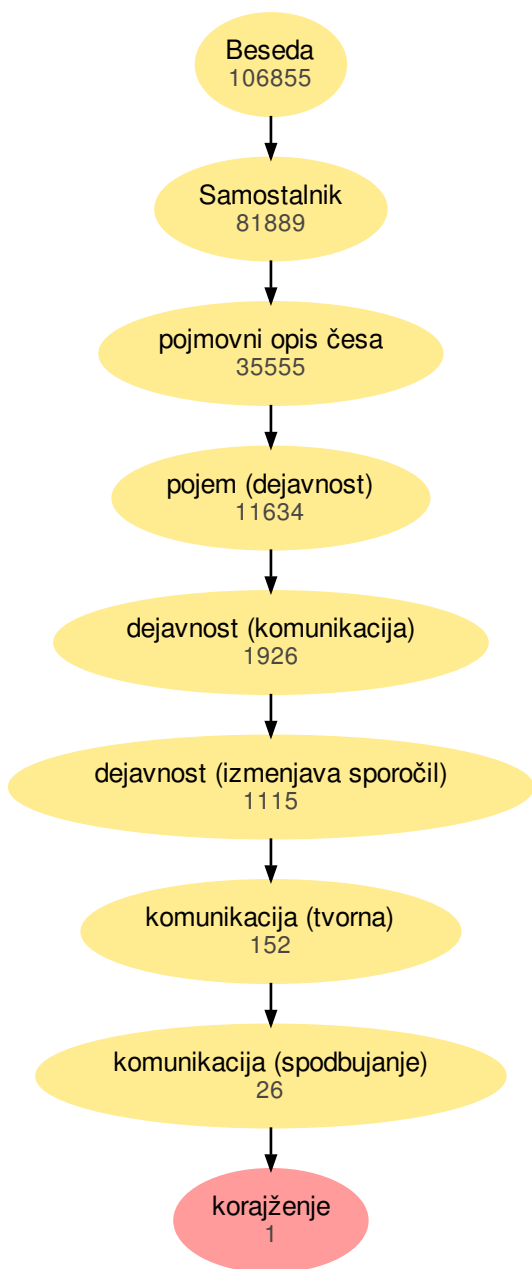 Beseda
106855
Samostalnik
81889
pojmovni opis česa
35555
pojem (dejavnost)
11634
dejavnost (komunikacija)
1926
dejavnost (izmenjava sporočil)
1115
komunikacija (tvorna)
152
komunikacija (spodbujanje)
26
korajženje
1